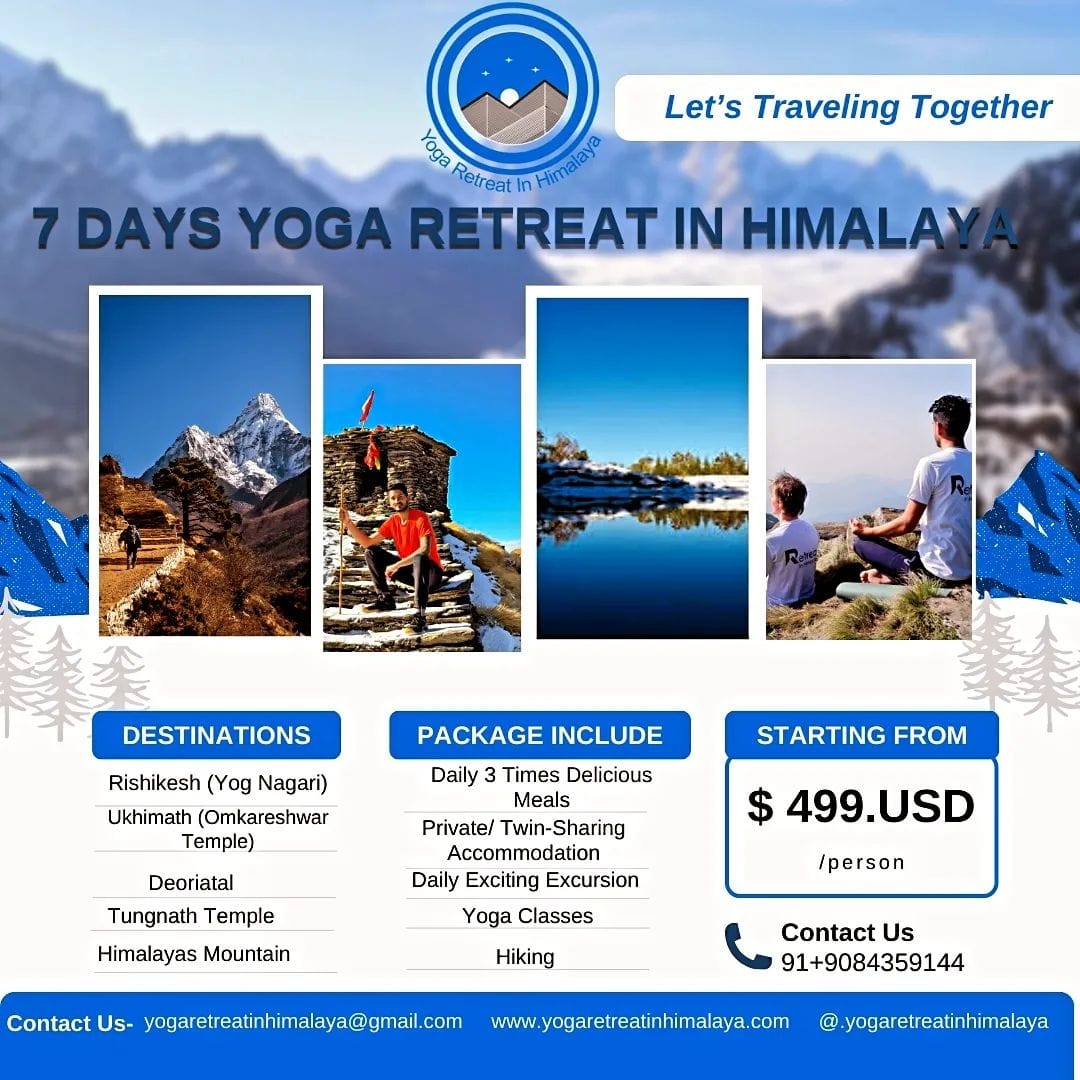 Yoga Retreat In Himalaya
Let's Traveling Together
7 DAYS YOGA RETREAT IN HIMALAYA
Retreat
DESTINATIONS
Rishikesh (Yog Nagari)
Ukhimath (Omkareshwar
Temple)
Deoriatal
Tungnath Temple
Himalayas Mountain
PACKAGE INCLUDE
Daily 3 Times Delicious
Meals
Private/ Twin-Sharing
Accommodation
Daily Exciting Excursion
Yoga Classes
Hiking
STARTING FROM
$ 499.USD
/person
Contact Us
91+9084359144
Contact Us- yogaretreatinhimalaya@gmail.com www.yogaretreatinhimalaya.com @.yogaretreatinhimalaya